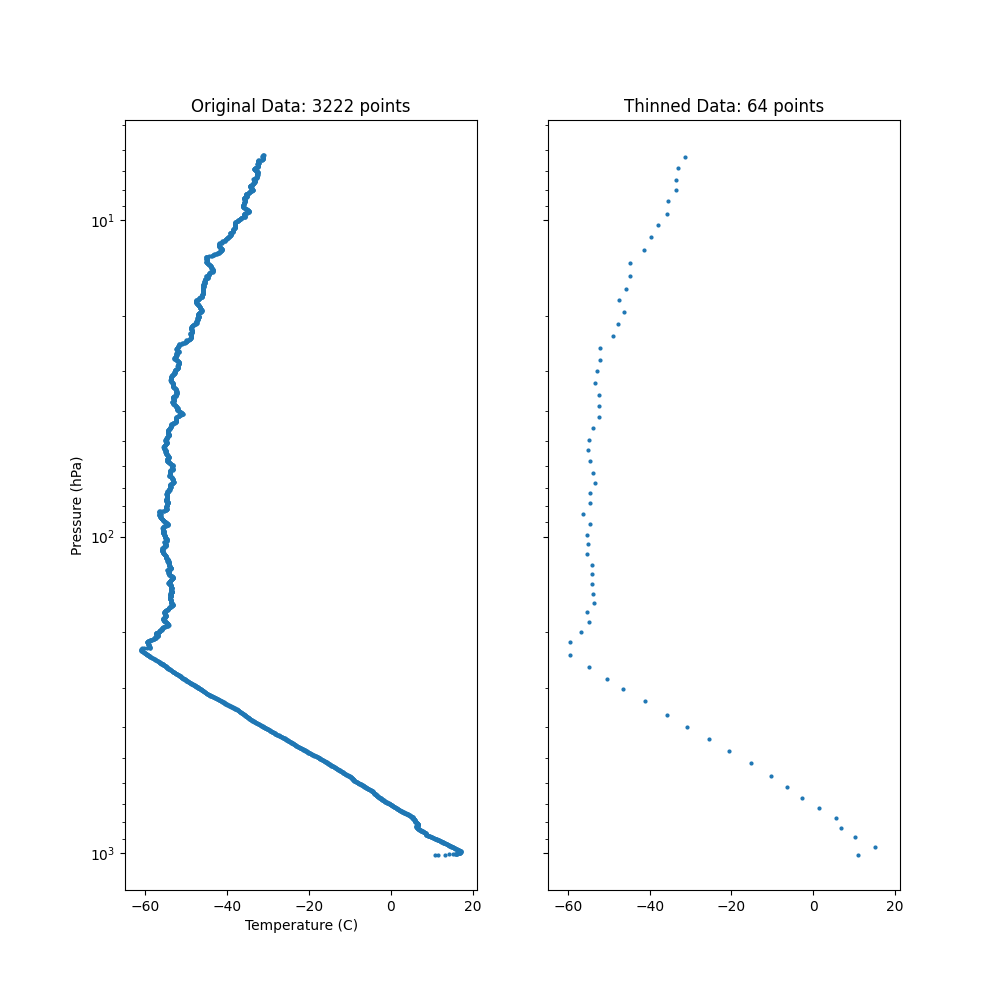 Original Data: 3222 points
Thinned Data: 64 points
Pressure (hPa)
10¹
10²
10³
−60 −40 −20 0 20
−60 −40 −20 0 20
Temperature (C)